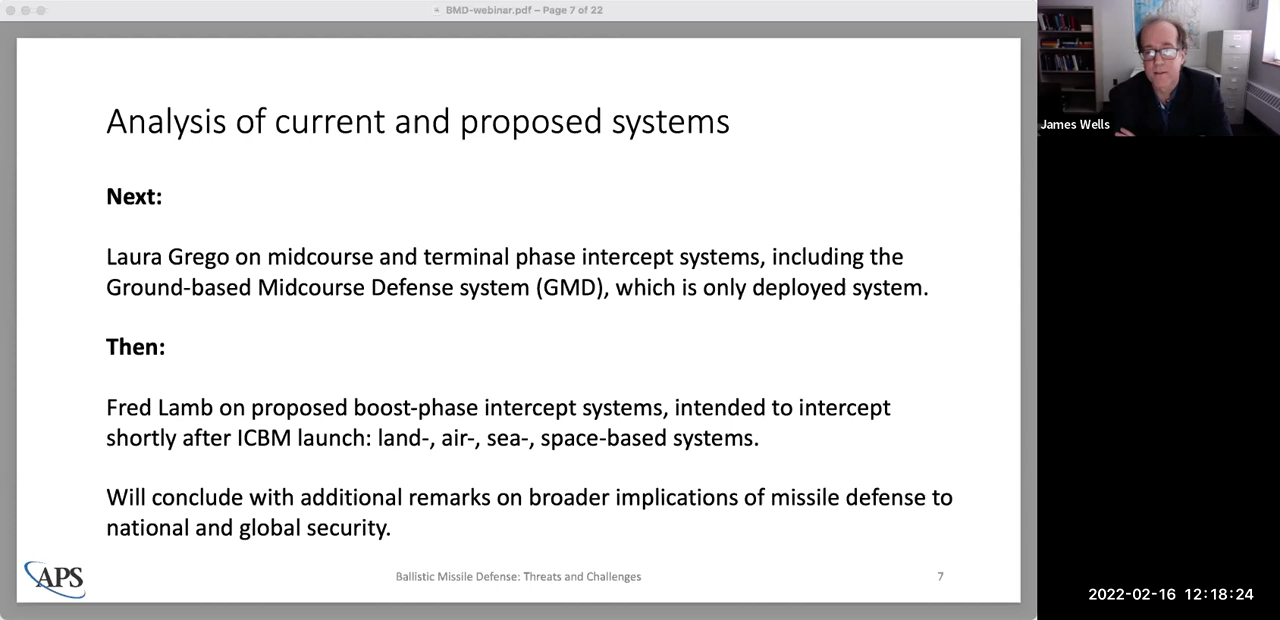 BMD-webinar.pdf – Page 7 of 22
Analysis of current and proposed systems
Next:
Laura Grego on midcourse and terminal phase intercept systems, including the
Ground-based Midcourse Defense system (GMD), which is only deployed system.
Then:
Fred Lamb on proposed boost-phase intercept systems, intended to intercept
shortly after ICBM launch: land-, air-, sea-, space-based systems.
Will conclude with additional remarks on broader implications of missile defense to
national and global security.
APS
Ballistic Missile Defense: Threats and Challenges
7
James Wells
2022-02-16 12:18:24